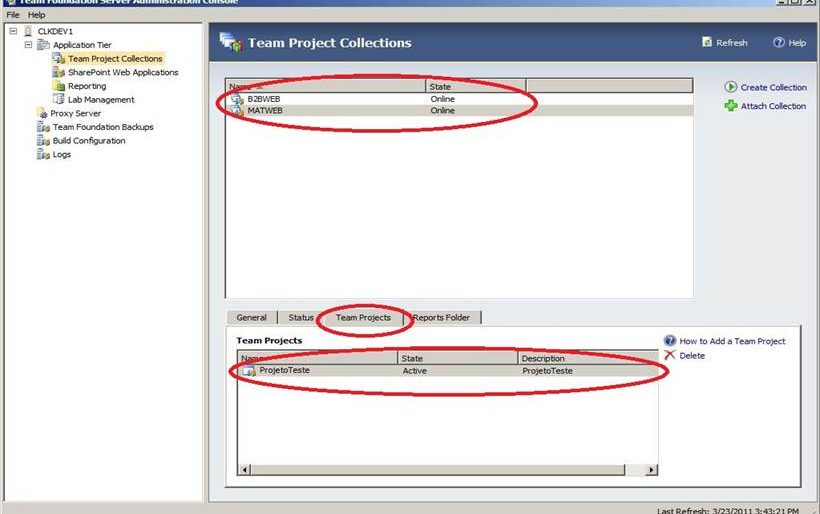 Team Foundation Server Administration Console
File Help
CLKDEV1
Application Tier
Team Project Collections
SharePoint Web Applications
Reporting
Lab Management
Proxy Server
Team Foundation Backups
Build Configuration
Logs
Team Project Collections
Refresh
Help
Name State
B2BWEB Online
MATWEB Online
Create Collection
Attach Collection
General Status Team Projects Reports Folder
Team Projects
Name State Description
ProjetoTeste Active ProjetoTeste
How to Add a Team Project
Delete
Last Refresh: 3/23/2011 3:43:21 PM